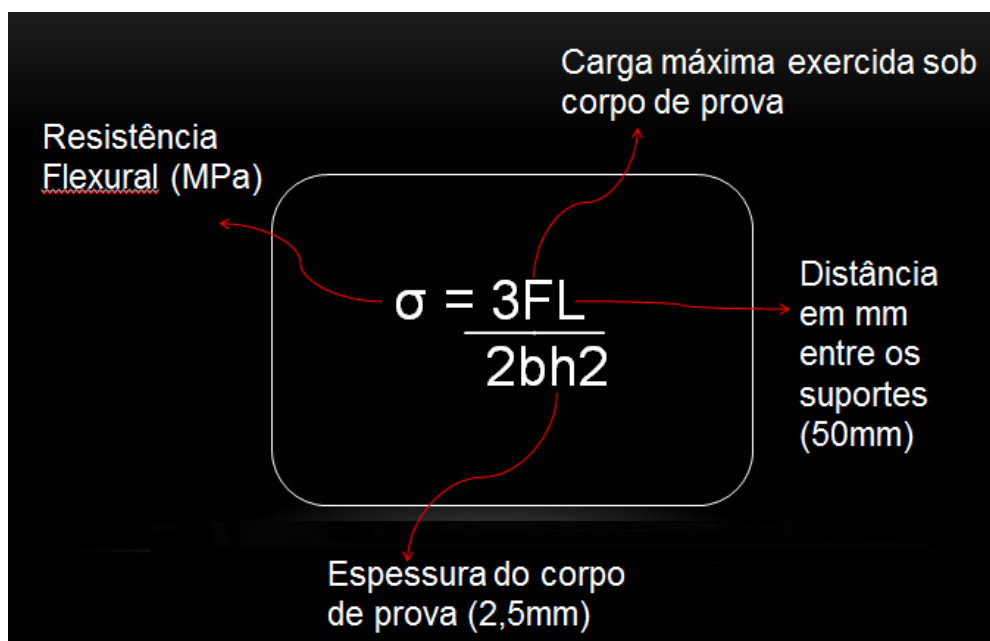 Carga máxima exercida sob
corpo de prova
Resistência
Flexural (MPa)
σ = 3FL
2bh2
Distância
em mm
entre os
suportes
(50mm)
Espessura do corpo
de prova (2,5mm)